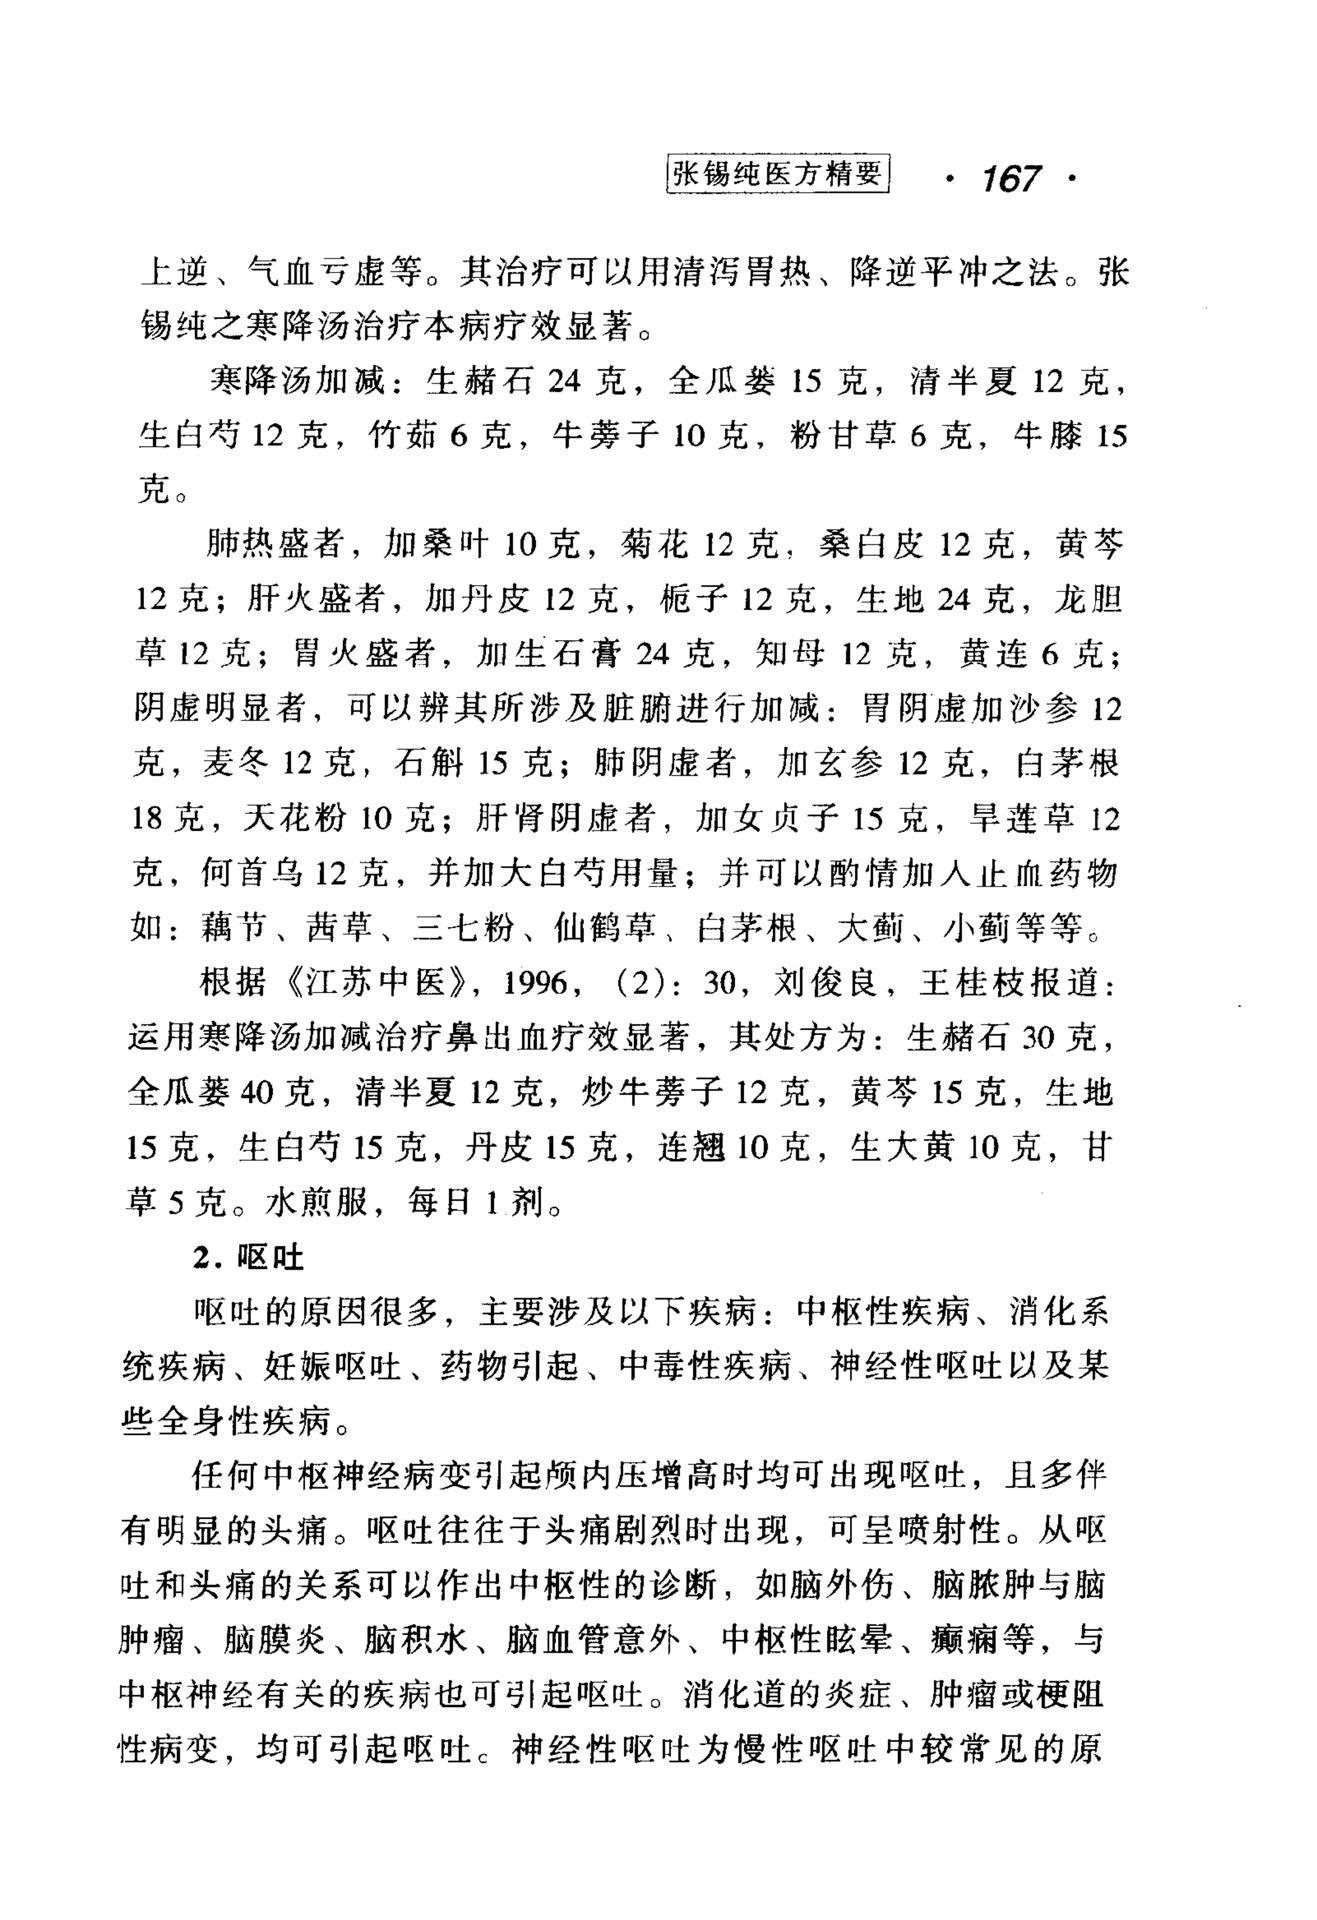 张锡纯医方精要 · 167 ·
上逆、气血亏虚等。其治疗可以用清泻胃热、降逆平冲之法。张
锡纯之寒降汤治疗本病疗效显著。
寒降汤加减：生赭石 24 克，全瓜蒌 15 克，清半夏 12 克，
生白芍 12 克，竹茹 6 克，牛蒡子 10 克，粉甘草 6 克，牛膝 15
克。
肺热盛者，加桑叶 10 克，菊花 12 克，桑白皮 12 克，黄芩
12 克；肝火盛者，加丹皮 12 克，栀子 12 克，生地 24 克，龙胆
草 12 克；胃火盛者，加生石膏 24 克，知母 12 克，黄连 6 克；
阴虚明显者，可以辨其所涉及脏腑进行加减：胃阴虚加沙参 12
克，麦冬 12 克，石斛 15 克；肺阴虚者，加玄参 12 克，白茅根
18 克，天花粉 10 克；肝肾阴虚者，加女贞子 15 克，旱莲草 12
克，何首乌 12 克，并加大白芍用量；并可以酌情加入止血药物
如：藕节、茜草、三七粉、仙鹤草、白茅根、大蓟、小蓟等等。
根据《江苏中医》，1996，（2）：30，刘俊良，王桂枝报道：
运用寒降汤加减治疗鼻出血疗效显著，其处方为：生赭石 30 克，
全瓜蒌 40 克，清半夏 12 克，炒牛蒡子 12 克，黄芩 15 克，生地
15 克，生白芍 15 克，丹皮 15 克，连翘 10 克，生大黄 10 克，甘
草 5 克。水煎服，每日 1 剂。
2. 呕吐
呕吐的原因很多，主要涉及以下疾病：中枢性疾病、消化系
统疾病、妊娠呕吐、药物引起、中毒性疾病、神经性呕吐以及某
些全身性疾病。
任何中枢神经病变引起颅内压增高时均可出现呕吐，且多伴
有明显的头痛。呕吐往往于头痛剧烈时出现，可呈喷射性。从呕
吐和头痛的关系可以作出中枢性的诊断，如脑外伤、脑脓肿与脑
肿瘤、脑膜炎、脑积水、脑血管意外、中枢性眩晕、癫痫等，与
中枢神经有关的疾病也可引起呕吐。消化道的炎症、肿瘤或梗阻
性病变，均可引起呕吐。神经性呕吐为慢性呕吐中较常见的原